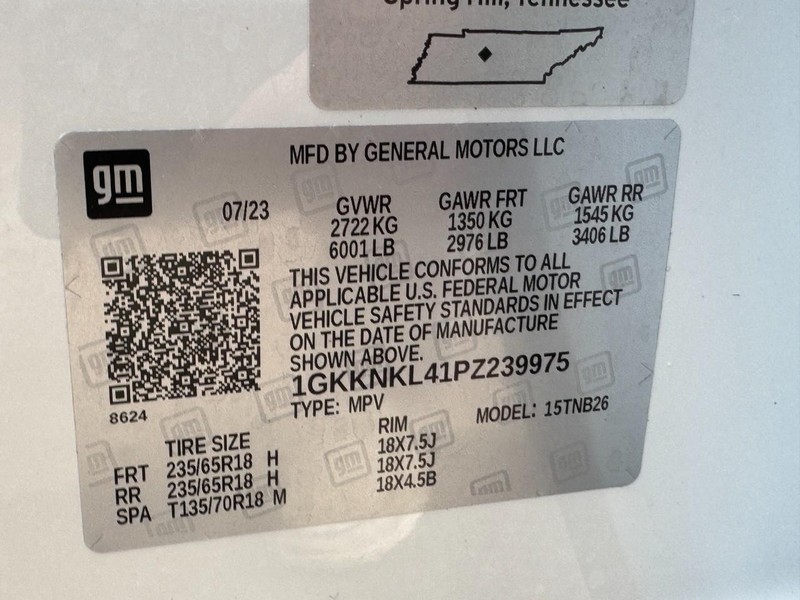 Spring Hill, Tennessee
gm
MFD BY GENERAL MOTORS LLC
07/23
GVWR GAWR FRT GAWR RR
2722 KG 1350 KG 1545 KG
6001 LB 2976 LB 3406 LB
THIS VEHICLE CONFORMS TO ALL
APPLICABLE U.S. FEDERAL MOTOR
VEHICLE SAFETY STANDARDS IN EFFECT
ON THE DATE OF MANUFACTURE
SHOWN ABOVE.
1GKKNKL41PZ239975
TYPE: MPV MODEL: 15TNB26
8624
TIRE SIZE RIM
FRT 235/65R18 H 18X7.5J
RR 235/65R18 H 18X7.5J
SPA T135/70R18 M 18X4.5B